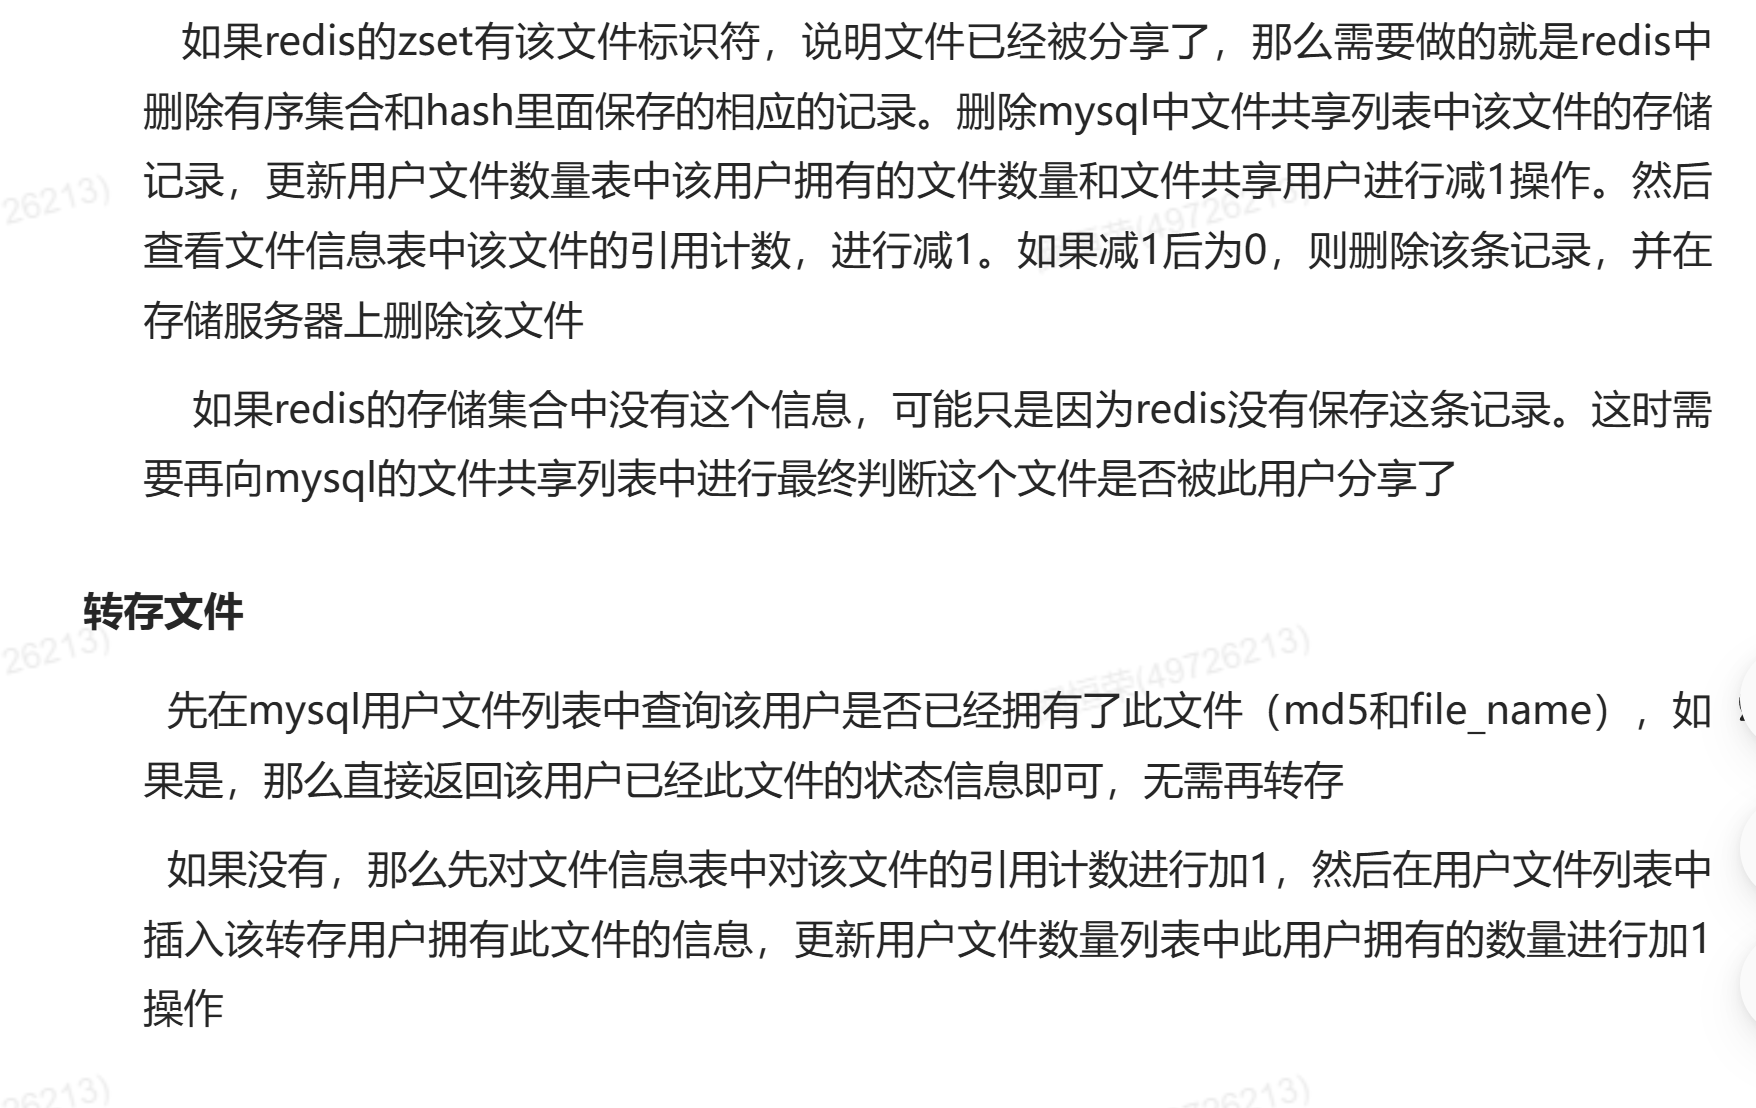 如果redis的zset有该文件标识符，说明文件已经被分享了，那么需要做的就是redis中
删除有序集合和hash里面保存的相应的记录。删除mysql中文件共享列表中该文件的存储
记录，更新用户文件数量表中该用户拥有的文件数量和文件共享用户进行减1操作。然后
26213)
(49726213)
查看文件信息表中该文件的引用计数，进行减1。如果减1后为0，则删除该条记录，并在
存储服务器上删除该文件
如果redis的存储集合中没有这个信息，可能只是因为redis没有保存这条记录。这时需
要再向mysql的文件共享列表中进行最终判断这个文件是否被此用户分享了
转存文件
26213)
恒荣(49726213)
先在mysql用户文件列表中查询该用户是否已经拥有了此文件（md5和file_name），如
果是，那么直接返回该用户已经此文件的状态信息即可，无需再转存
如果没有，那么先对文件信息表中对该文件的引用计数进行加1，然后在用户文件列表中
插入该转存用户拥有此文件的信息，更新用户文件数量列表中此用户拥有的数量进行加1
操作
26213)
26213)